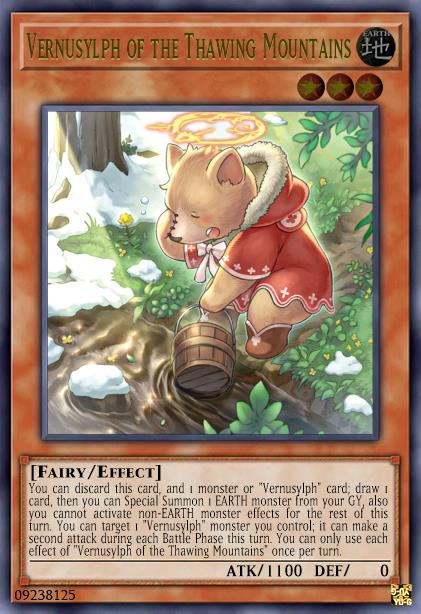 Vernusylph of the Thawing Mountains
EARTH
地
[Fairy/Effect]
You can discard this card, and 1 monster or "Vernusylph" card; draw 1
card, then you can Special Summon 1 EARTH monster from your GY, also
you cannot activate non-EARTH monster effects for the rest of this
turn. You can target 1 "Vernusylph" monster you control; it can make a
second attack during each Battle Phase this turn. You can only use each
effect of "Vernusylph of the Thawing Mountains" once per turn.
ATK/1100 DEF/ 0
09238125